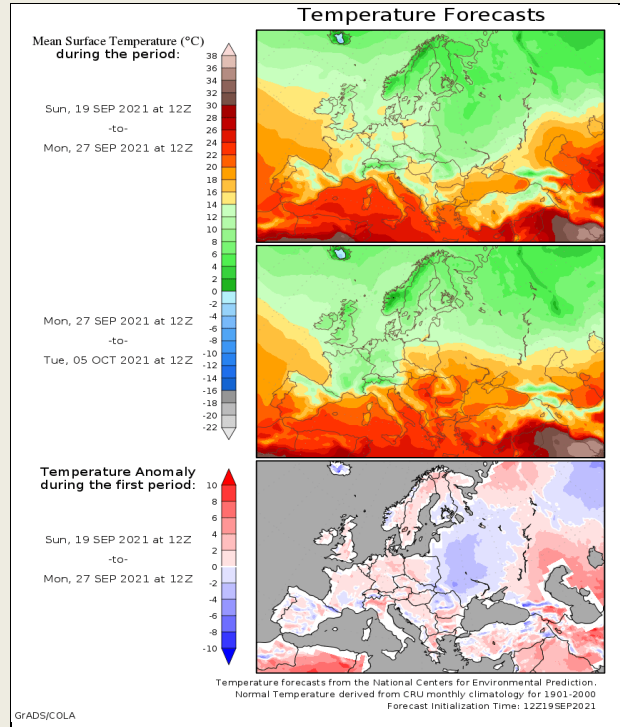 Temperature Forecasts
Mean Surface Temperature (°C)
during the period:
Sun, 19 SEP 2021 at 12Z
-to-
Mon, 27 SEP 2021 at 12Z
38
36
34
32
30
28
26
24
22
20
18
16
14
12
10
8
6
4
2
0
-2
-4
-6
-8
-10
-12
-14
-16
-18
-20
-22
Mon, 27 SEP 2021 at 12Z
-to-
Tue, 05 OCT 2021 at 12Z
Temperature Anomaly
during the first period:
Sun, 19 SEP 2021 at 12Z
-to-
Mon, 27 SEP 2021 at 12Z
10
8
6
4
2
0
-2
-4
-6
-8
-10
Temperature forecasts from the National Centers for Environmental Prediction.
Normal Temperature derived from CRU monthly climatology for 1901-2000
Forecast Initialization Time: 12Z19SEP2021
GrADS/COLA